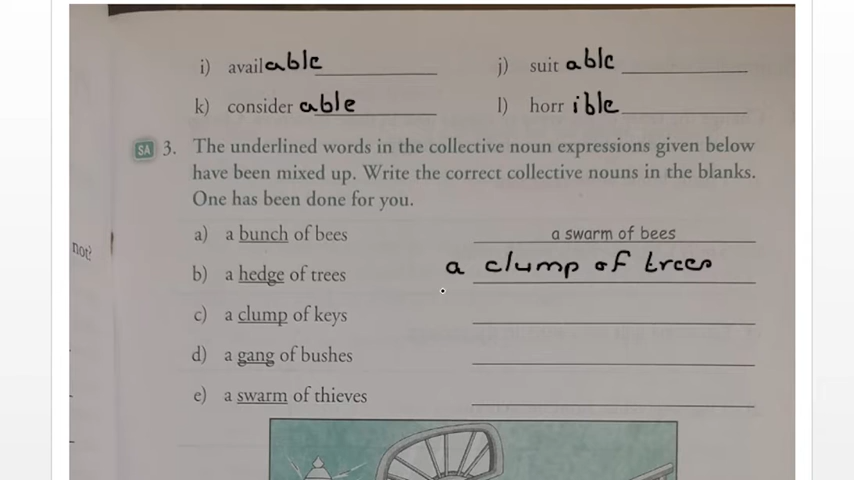 i) available
j) suitable
k) considerable
l) horrible
SA 3. The underlined words in the collective noun expressions given below
have been mixed up. Write the correct collective nouns in the blanks.
One has been done for you.
not?
a) a bunch of bees a swarm of bees
b) a hedge of trees a clump of trees
c) a clump of keys
d) a gang of bushes
e) a swarm of thieves